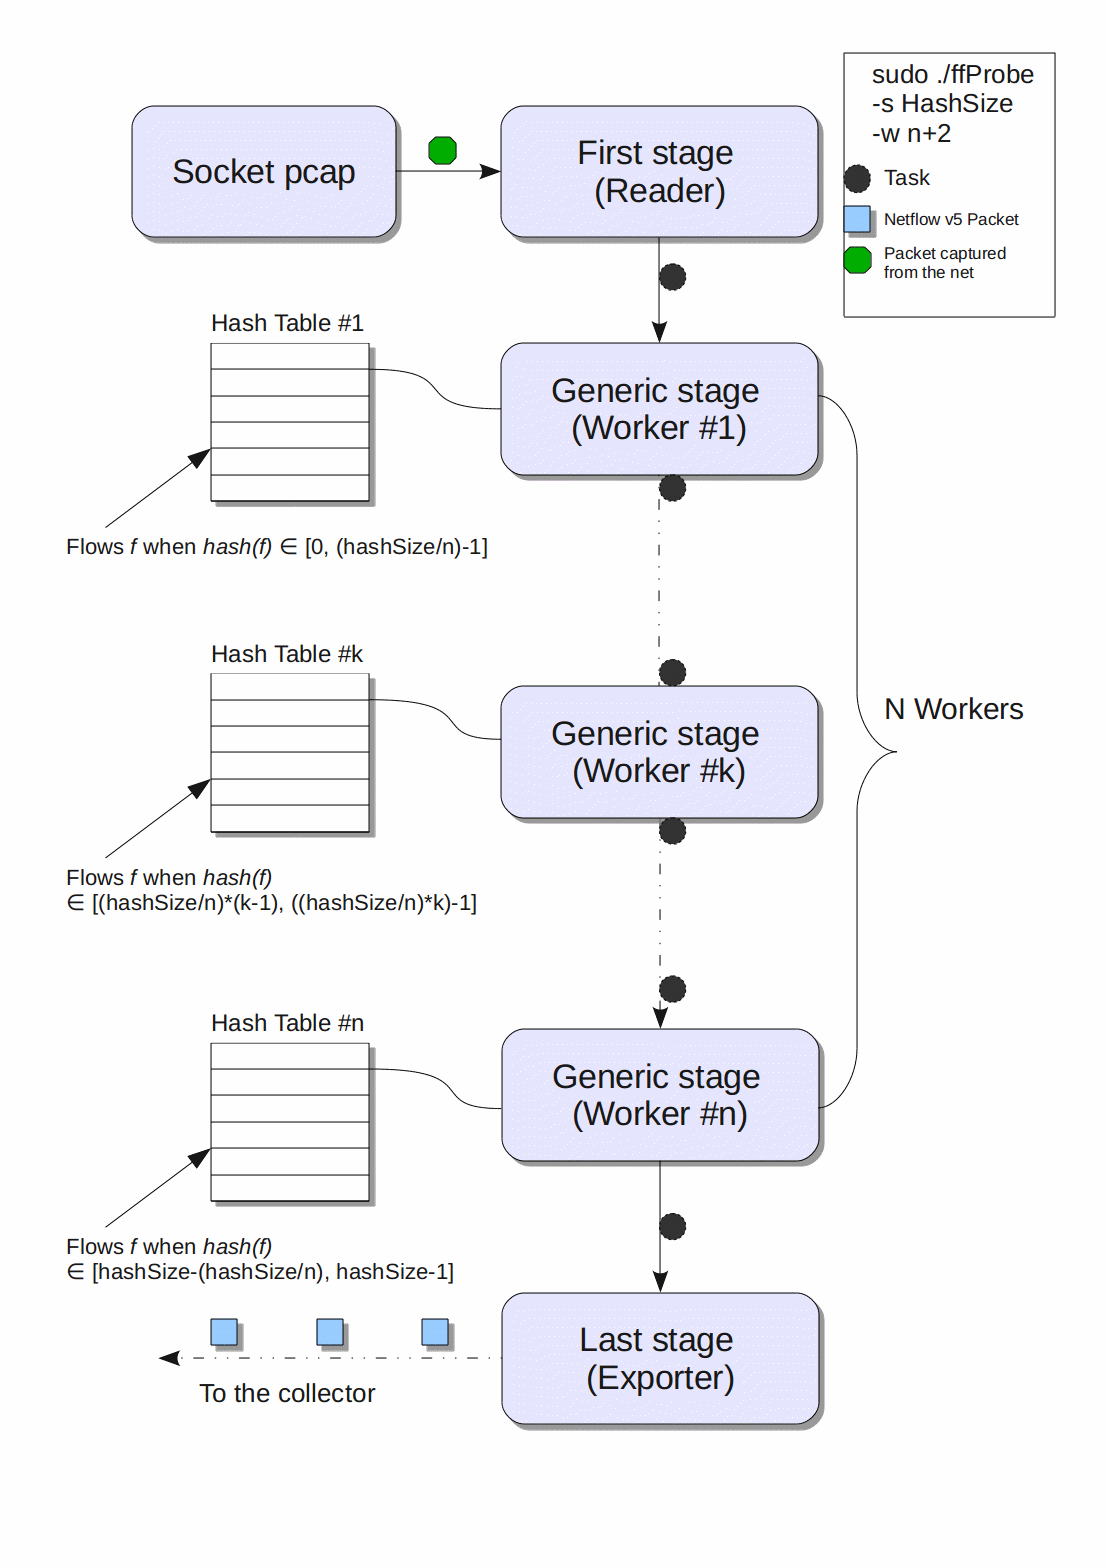 sudo ./ffProbe
-s HashSize
-w n+2
Task
Netflow v5 Packet
Packet captured
from the net
Socket pcap
First stage
(Reader)
Hash Table #1
Generic stage
(Worker #1)
Flows f when hash(f) ∈ [0, (hashSize/n)-1]
Hash Table #k
Generic stage
(Worker #k)
N Workers
Flows f when hash(f)
∈ [(hashSize/n)*(k-1), ((hashSize/n)*k)-1]
Hash Table #n
Generic stage
(Worker #n)
Flows f when hash(f)
∈ [hashSize-(hashSize/n), hashSize-1]
Last stage
(Exporter)
To the collector